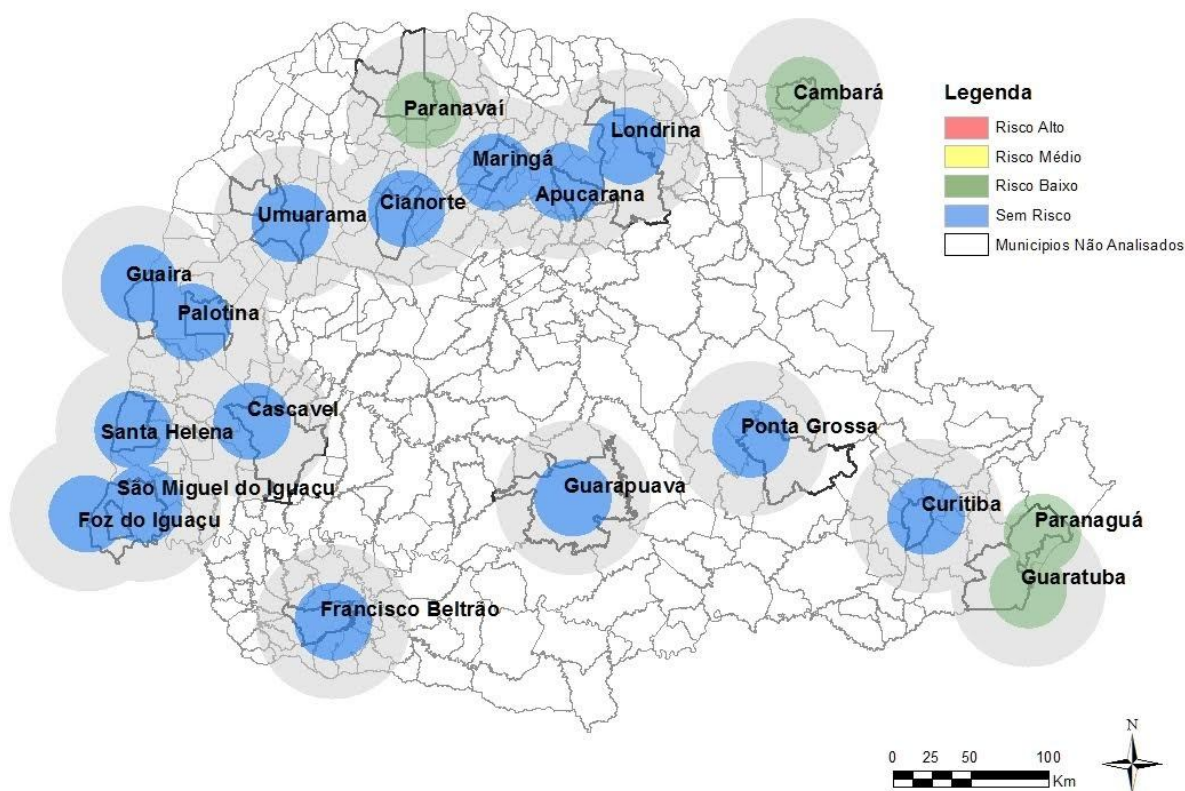 Cambará
Paranavaí
Londrina
Maringá
Apucarana
Cianorte
Umuarama
Guaira
Palotina
Cascavel
Santa Helena
São Miguel do Iguaçu
Foz do Iguaçu
Ponta Grossa
Guarapuava
Curitiba
Paranaguá
Guaratuba
Francisco Beltrão
Legenda
Risco Alto
Risco Médio
Risco Baixo
Sem Risco
Municipios Não Analisados
N
0 25 50 100
Km